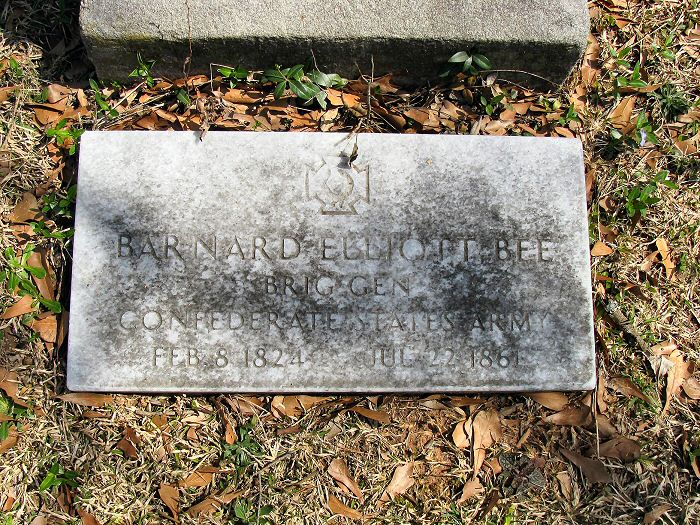 BARNARD ELLIOTT BEE
BRIG GEN
CONFEDERATE STATES ARMY
FEB 8 1824 JUL 22 1861